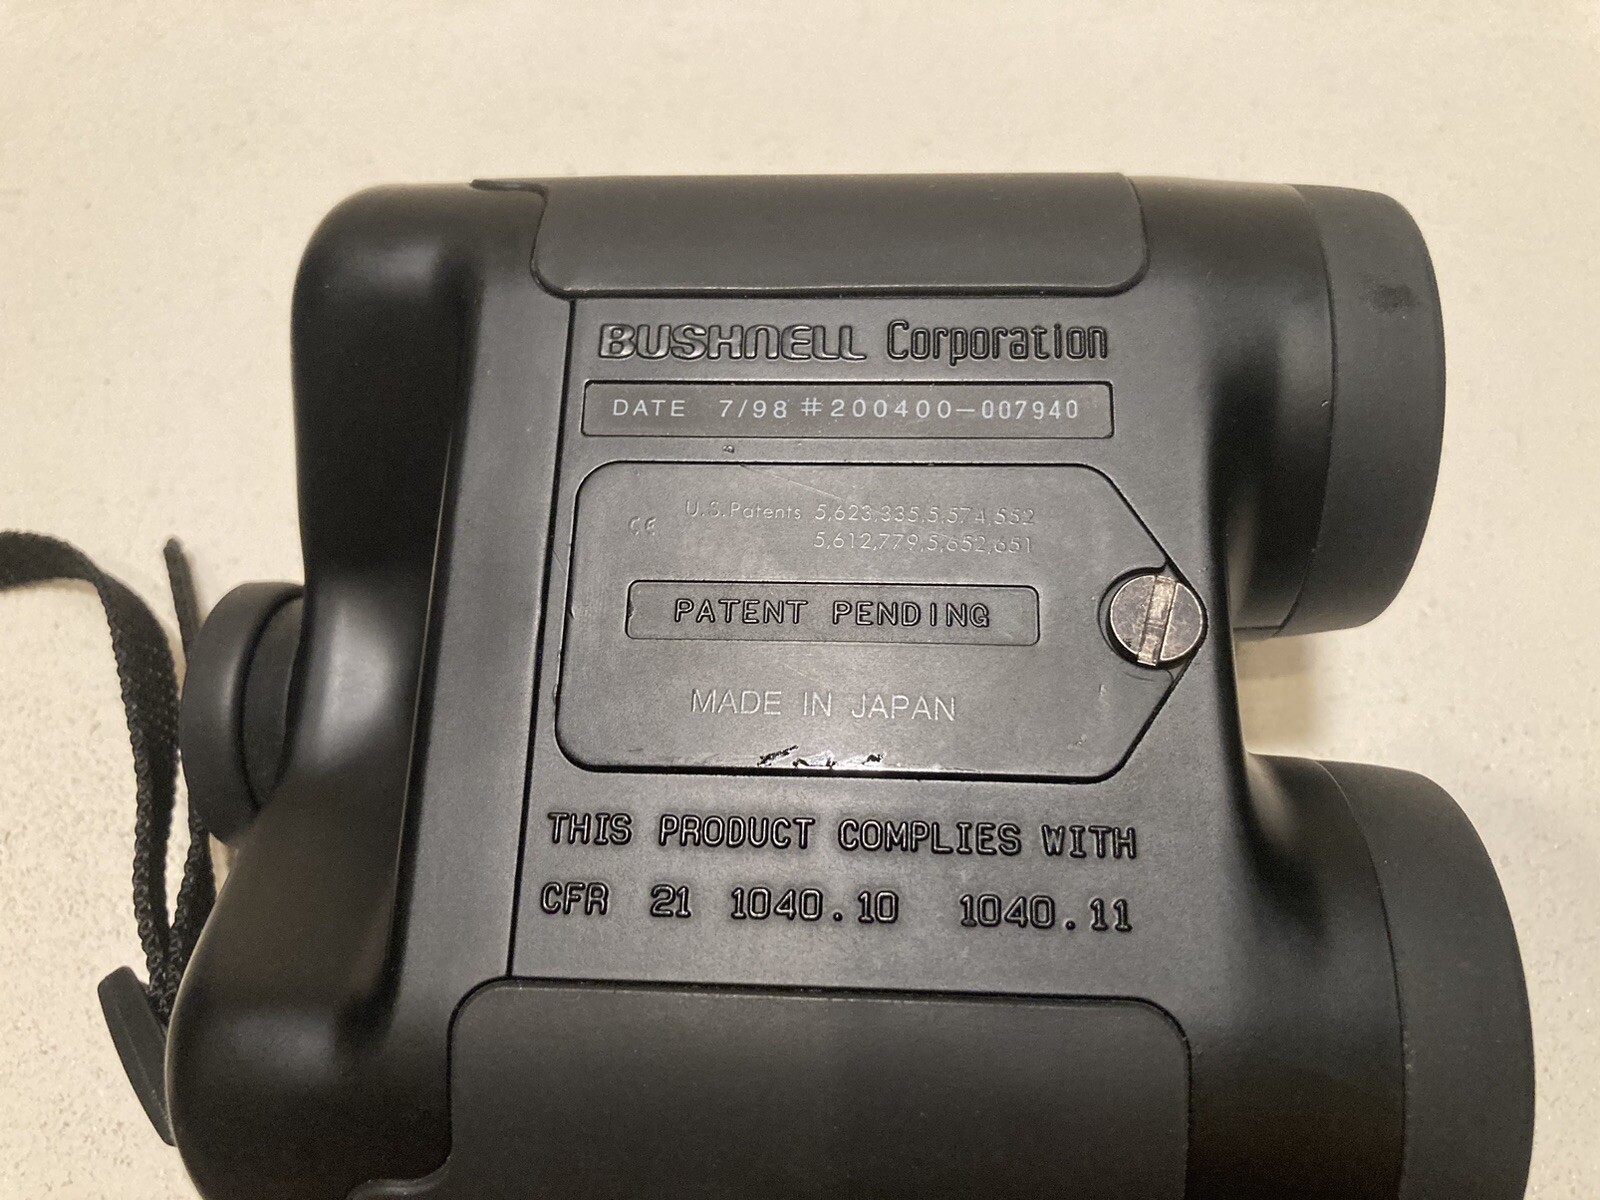 BUSHNELL Corporation
DATE 7/98 #200400-007940
CE U.S.Patents 5,623,335,5,574,552
5,612,779,5,652,651
PATENT PENDING
MADE IN JAPAN
THIS PRODUCT COMPLIES WITH
CFR 21 1040.10 1040.11